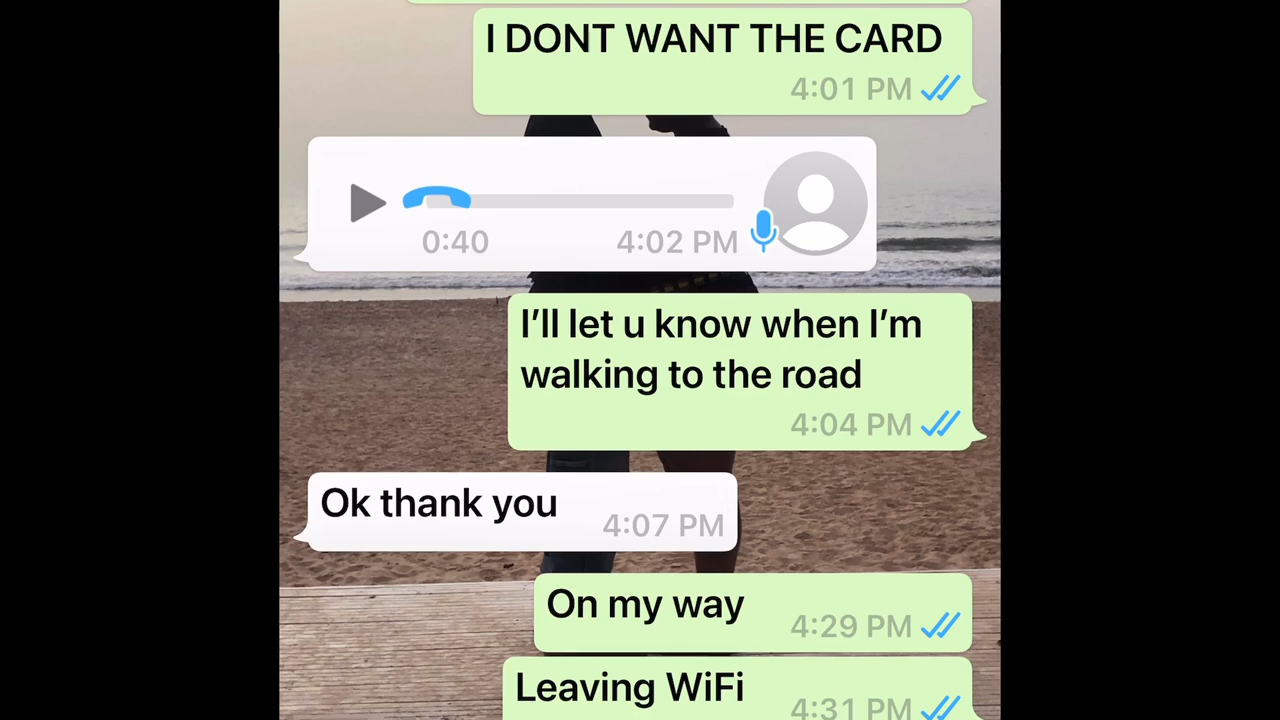 I DONT WANT THE CARD
4:01 PM
0:40 4:02 PM
I’ll let u know when I’m
walking to the road
4:04 PM
Ok thank you
4:07 PM
On my way
4:29 PM
Leaving WiFi
4:31 PM